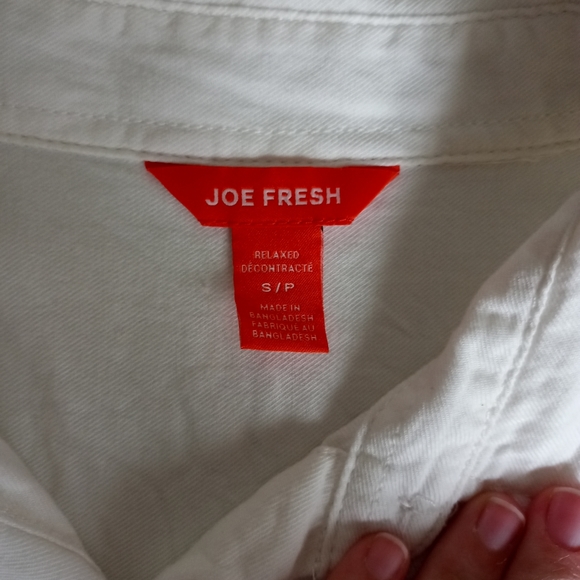 JOE FRESH
RELAXED
DÉCONTRACTÉ
S/P
MADE IN
BANGLADESH
FABRIQUÉ AU
BANGLADESH